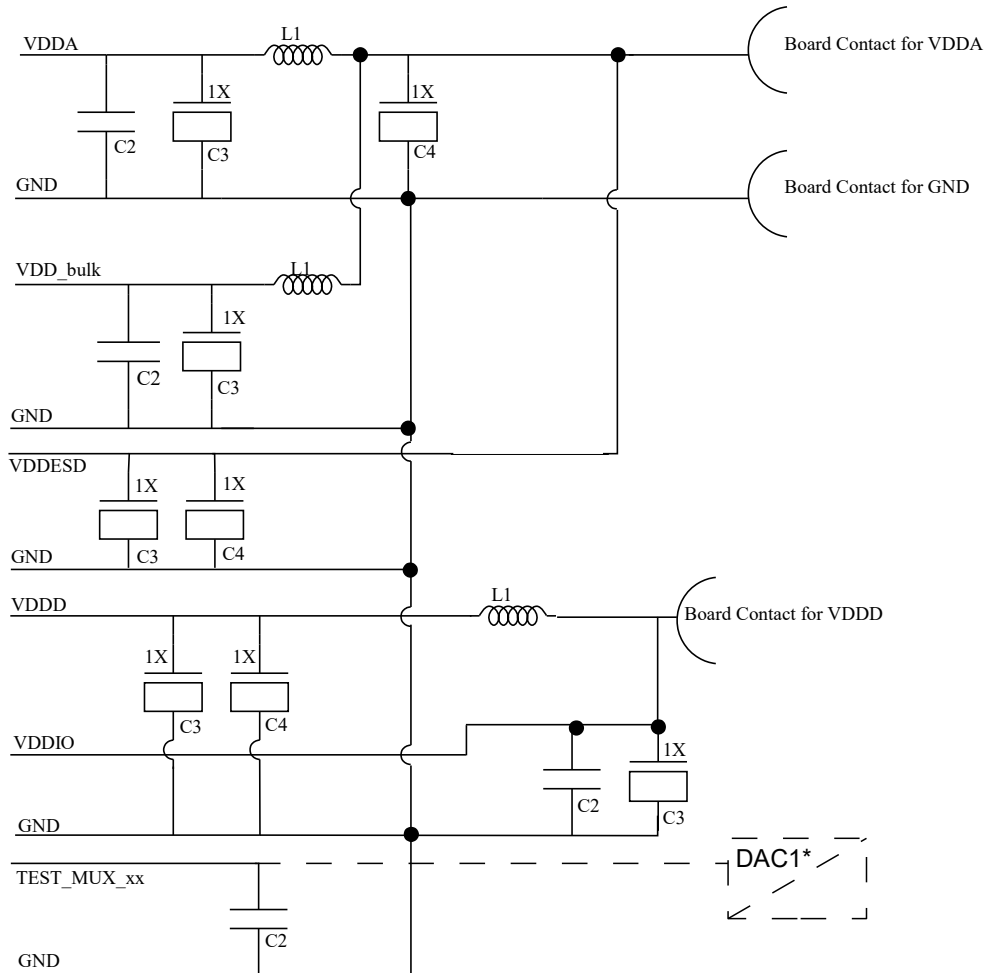 L1
VDDA
Board Contact for VDDA
1X
1X
C2
C3
C4
GND
Board Contact for GND
VDD_bulk
L1
1X
C2
C3
GND
VDDESD
1X
1X
C3
C4
GND
VDDD
L1
Board Contact for VDDD
1X
1X
C3
C4
VDDIO
1X
C2
C3
GND
DAC1*
TEST_MUX_xx
C2
GND